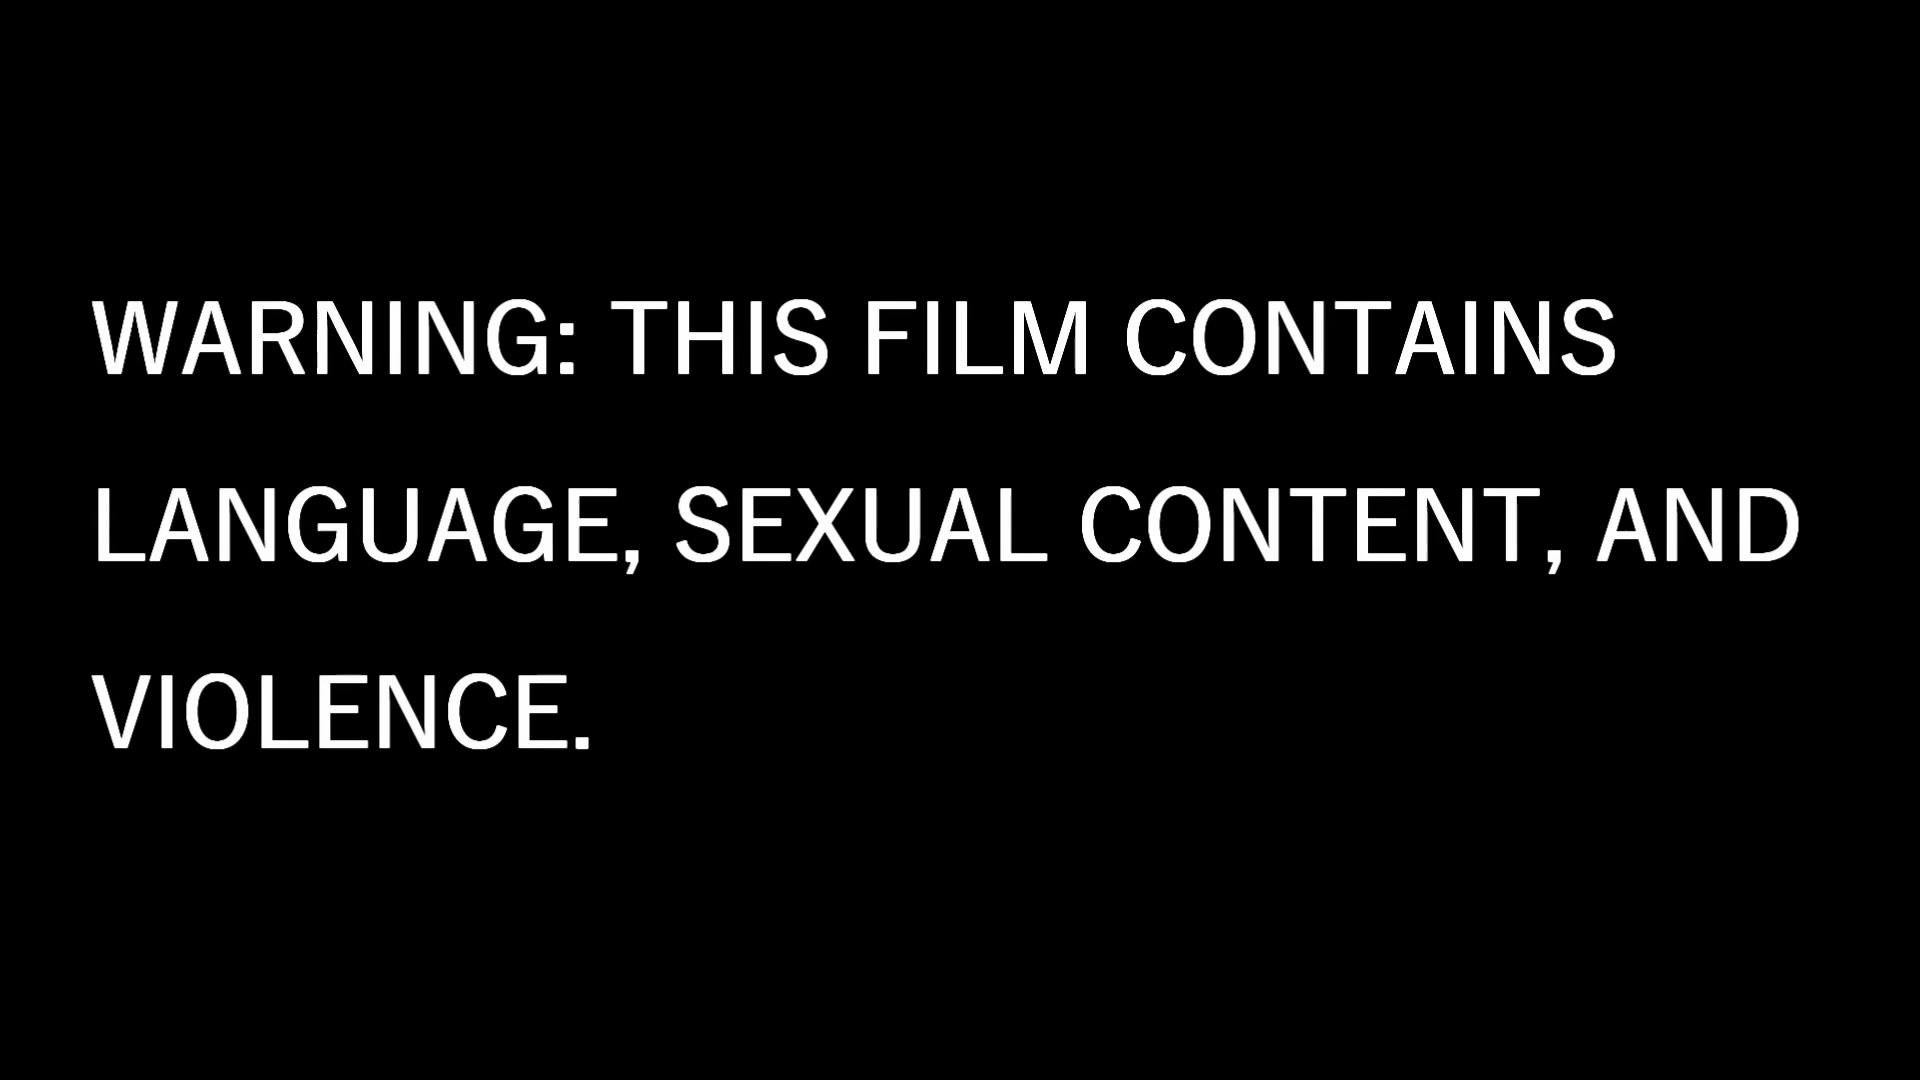 WARNING: THIS FILM CONTAINS
LANGUAGE, SEXUAL CONTENT, AND
VIOLENCE.